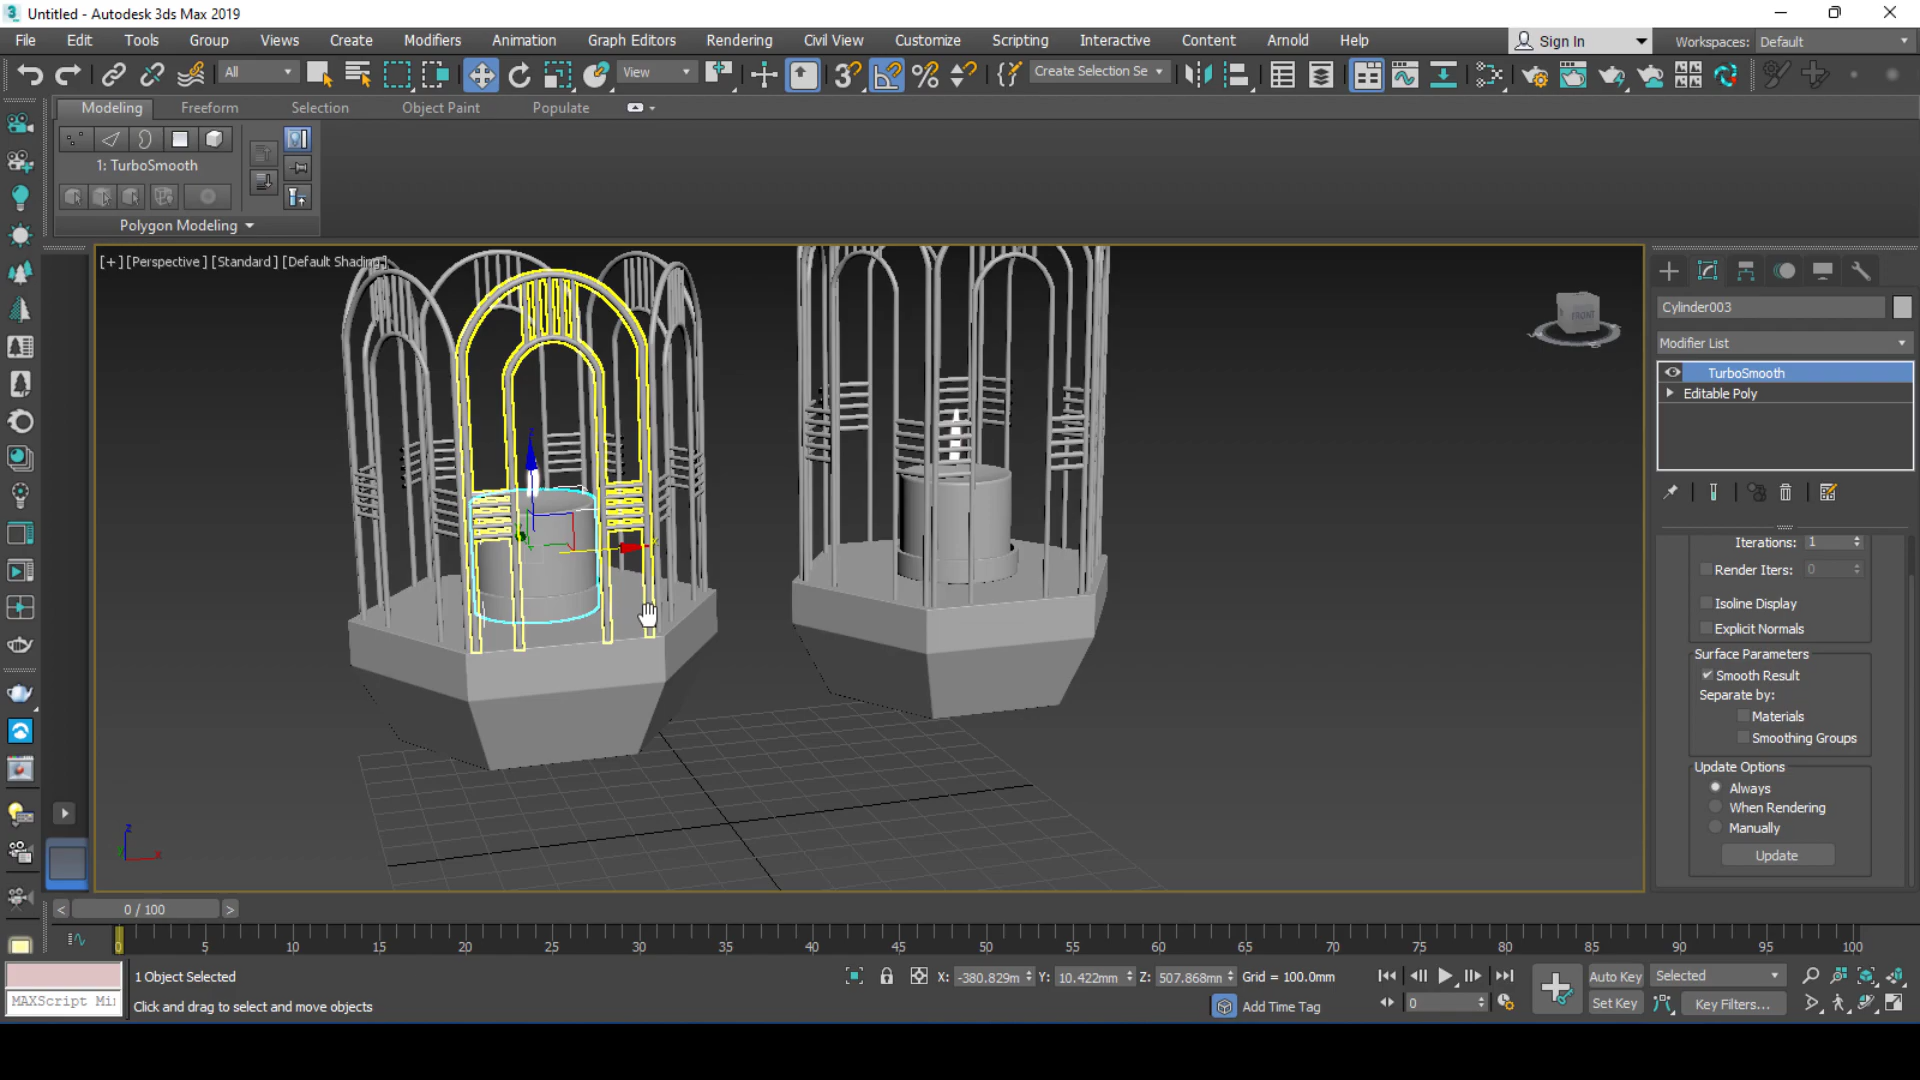 Untitled - Autodesk 3ds Max 2019
File Edit Tools Group Views Create Modifiers Animation Graph Editors Rendering Civil View Customize Scripting Interactive Content Arnold Help
Sign In
Workspaces: Default
All
View
Create Selection Se
Modeling Freeform Selection Object Paint Populate
1: TurboSmooth
Polygon Modeling
[+] [Perspective] [Standard] [Default Shading]
FRONT
Cylinder003
Modifier List
TurboSmooth
Editable Poly
Iterations: 1
Render Iters: 0
Isoline Display
Explicit Normals
Surface Parameters
Smooth Result
Separate by:
Materials
Smoothing Groups
Update Options
Always
When Rendering
Manually
Update
z
x
0 / 100
0 5 10 15 20 25 30 35 40 45 50 55 60 65 70 75 80 85 90 95 100
1 Object Selected
X: -380.829m Y: 10.422mm Z: 507.868mm Grid = 100.0mm
Auto Key Selected
MAXScript Mi
Click and drag to select and move objects
Add Time Tag
0
Set Key Key Filters...